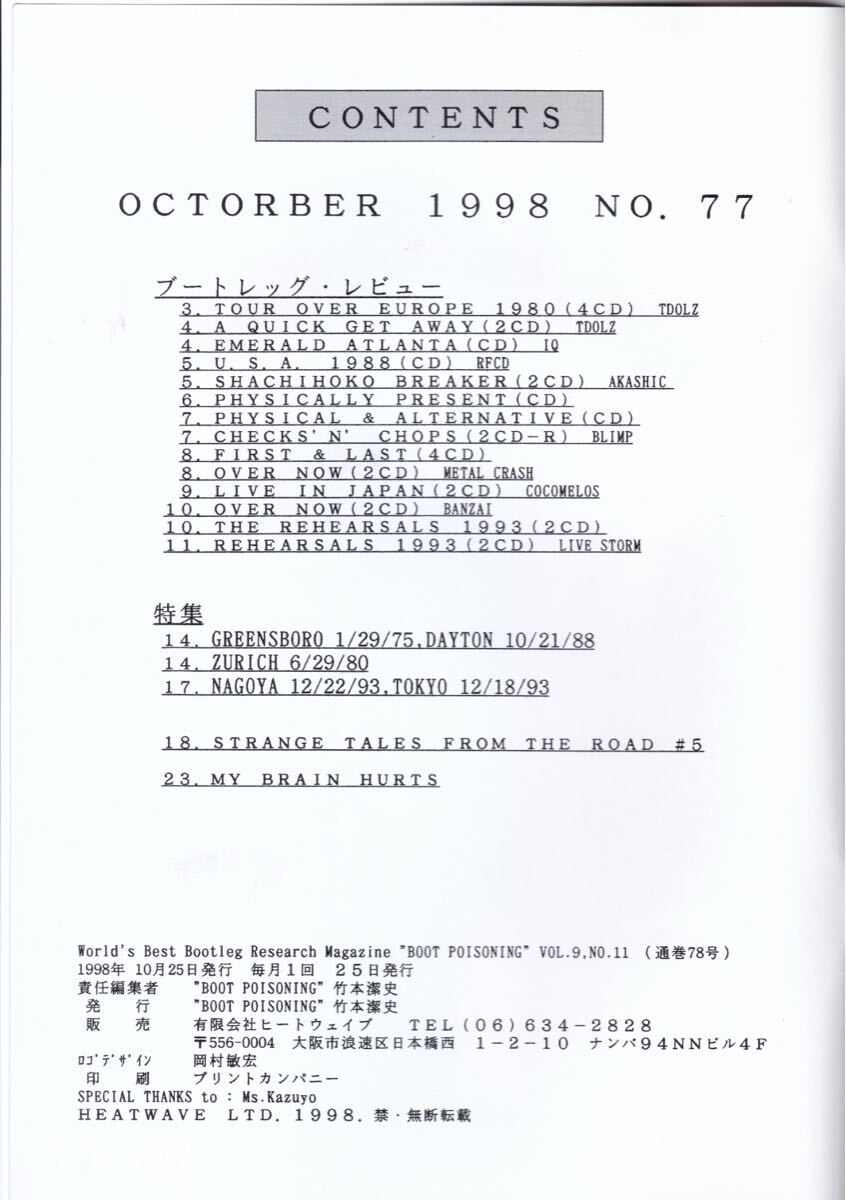 CONTENTS
OCTORBER 1998 NO. 77
ブートレッグ・レビュー
3. TOUR OVER EUROPE 1980(4CD) TDOLZ
4. A QUICK GET AWAY(2CD) TDOLZ
4. EMERALD ATLANTA(CD) IQ
5. U. S. A. 1988(CD) RFCD
5. SHACHIHOKO BREAKER(2CD) AKASHIC
6. PHYSICALLY PRESENT(CD)
7. PHYSICAL & ALTERNATIVE(CD)
7. CHECKS'N' CHOPS(2CD-R) BLIMP
8. FIRST & LAST(4CD)
8. OVER NOW(2CD) METAL CRASH
9. LIVE IN JAPAN(2CD) COCOMELOS
10. OVER NOW(2CD) BANZAI
10. THE REHEARSALS 1993(2CD)
11. REHEARSALS 1993(2CD) LIVE STORM
特集
14. GREENSBORO 1/29/75,DAYTON 10/21/88
14. ZURICH 6/29/80
17. NAGOYA 12/22/93,TOKYO 12/18/93
18. STRANGE TALES FROM THE ROAD #5
23. MY BRAIN HURTS
World's Best Bootleg Research Magazine "BOOT POISONING" VOL.9,NO.11 (通巻78号)
1998年 10月25日発行 毎月1回 25日発行
責任編集者 "BOOT POISONING" 竹本潔史
発 行 "BOOT POISONING" 竹本潔史
販 売 有限会社ヒートウェイブ TEL(06)634-2828
〒556-0004 大阪市浪速区日本橋西 1-2-10 ナンバ94NNビル4F
ﾛｺﾞﾃﾞｻﾞｲﾝ 岡村敏宏
印 刷 プリントカンパニー
SPECIAL THANKS to : Ms.Kazuyo
HEATWAVE LTD. 1998. 禁・無断転載